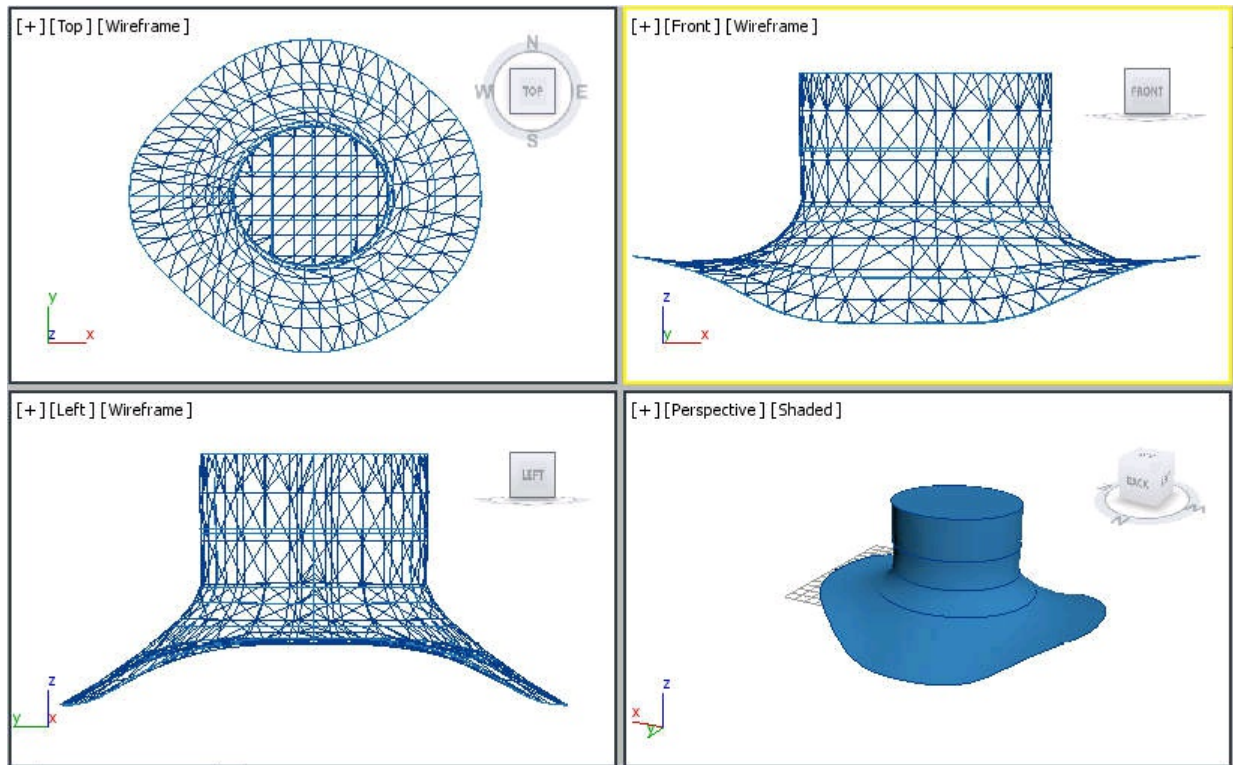 [+] [Top] [Wireframe]
N
W TOP E
S
y
z x
[+] [Front] [Wireframe]
FRONT
z
y x
[+] [Left] [Wireframe]
LEFT
z
y x
[+] [Perspective] [Shaded]
BACK
z
x
y